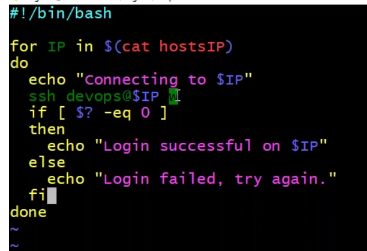 #!/bin/bash
for IP in $(cat hostsIP)
do
echo "Connecting to $IP"
ssh devops@$IP
if [ $? -eq 0 ]
then
echo "Login successful on $IP"
else
echo "Login failed, try again."
fi
done
~
~